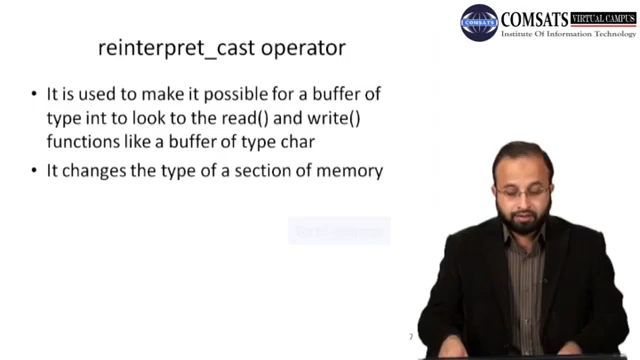 COMSATS VIRTUAL CAMPUS
Institute Of Information Technology
reinterpret_cast operator
• It is used to make it possible for a buffer of
type int to look to the read() and write()
functions like a buffer of type char
• It changes the type of a section of memory
7